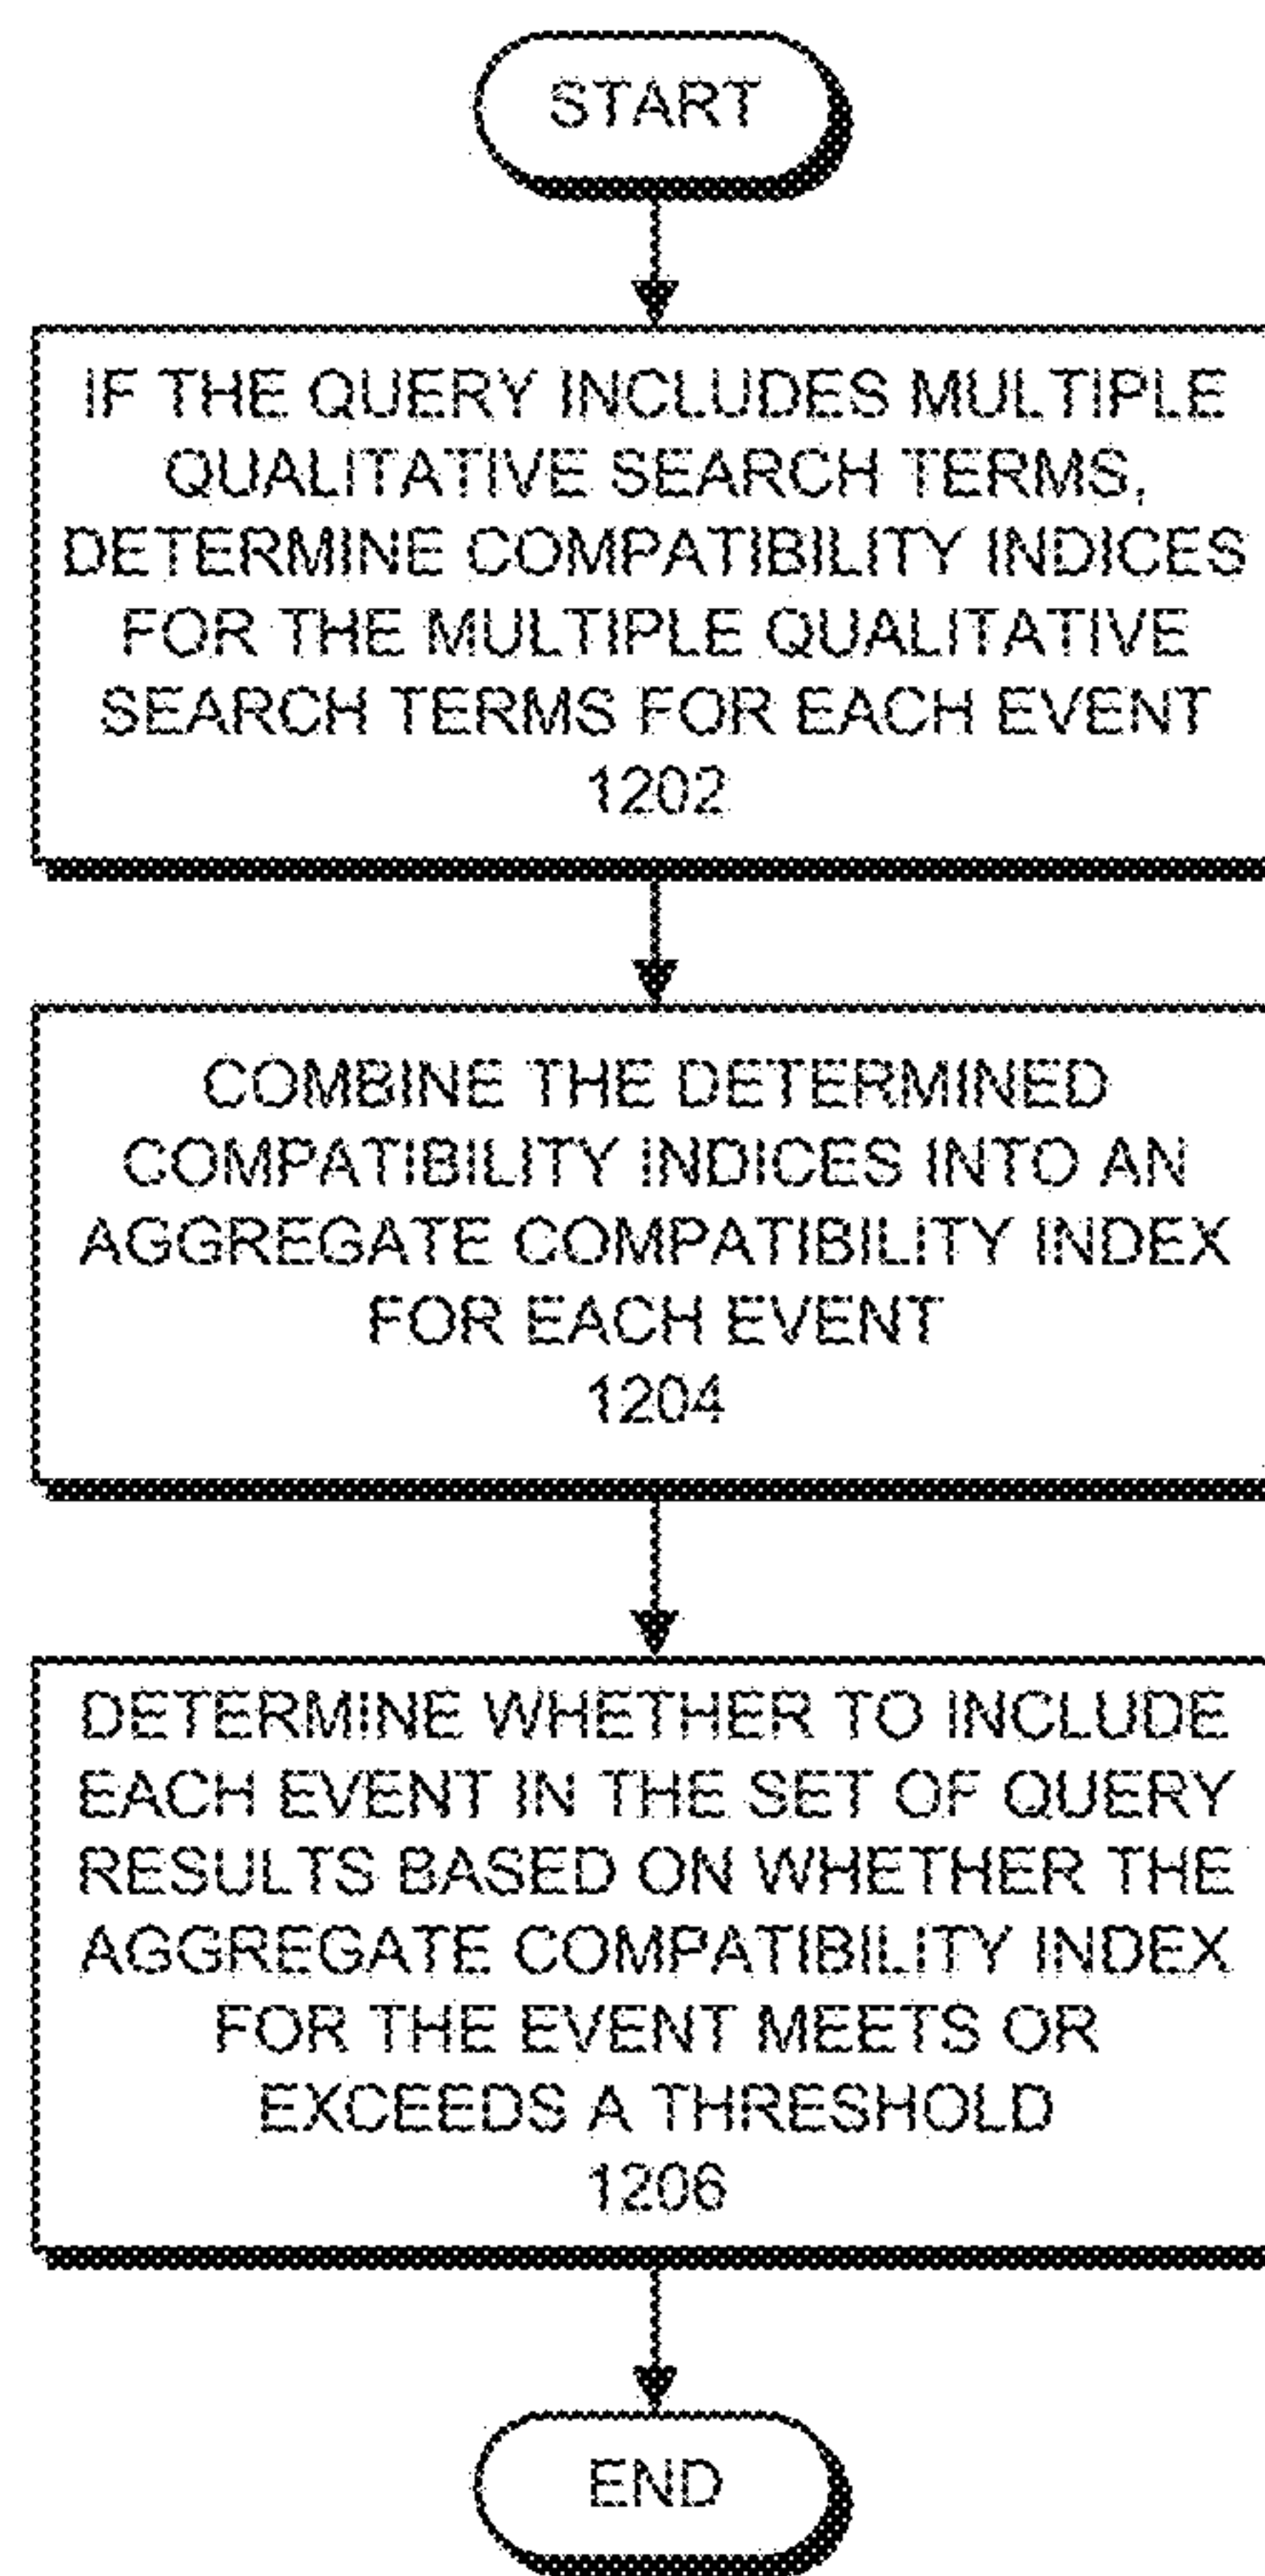 START
IF THE QUERY INCLUDES MULTIPLE
QUALITATIVE SEARCH TERMS,
DETERMINE COMPATIBILITY INDICES
FOR THE MULTIPLE QUALITATIVE
SEARCH TERMS FOR EACH EVENT
1202
COMBINE THE DETERMINED
COMPATIBILITY INDICES INTO AN
AGGREGATE COMPATIBILITY INDEX
FOR EACH EVENT
1204
DETERMINE WHETHER TO INCLUDE
EACH EVENT IN THE SET OF QUERY
RESULTS BASED ON WHETHER THE
AGGREGATE COMPATIBILITY INDEX
FOR THE EVENT MEETS OR
EXCEEDS A THRESHOLD
1206
END